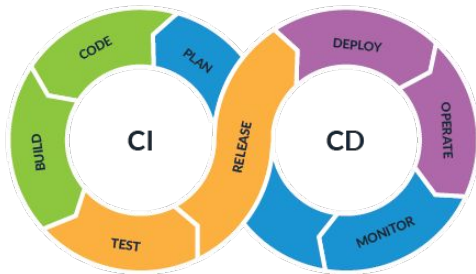 CODE
PLAN
DEPLOY
BUILD
CI
RELEASE
CD
OPERATE
TEST
MONITOR